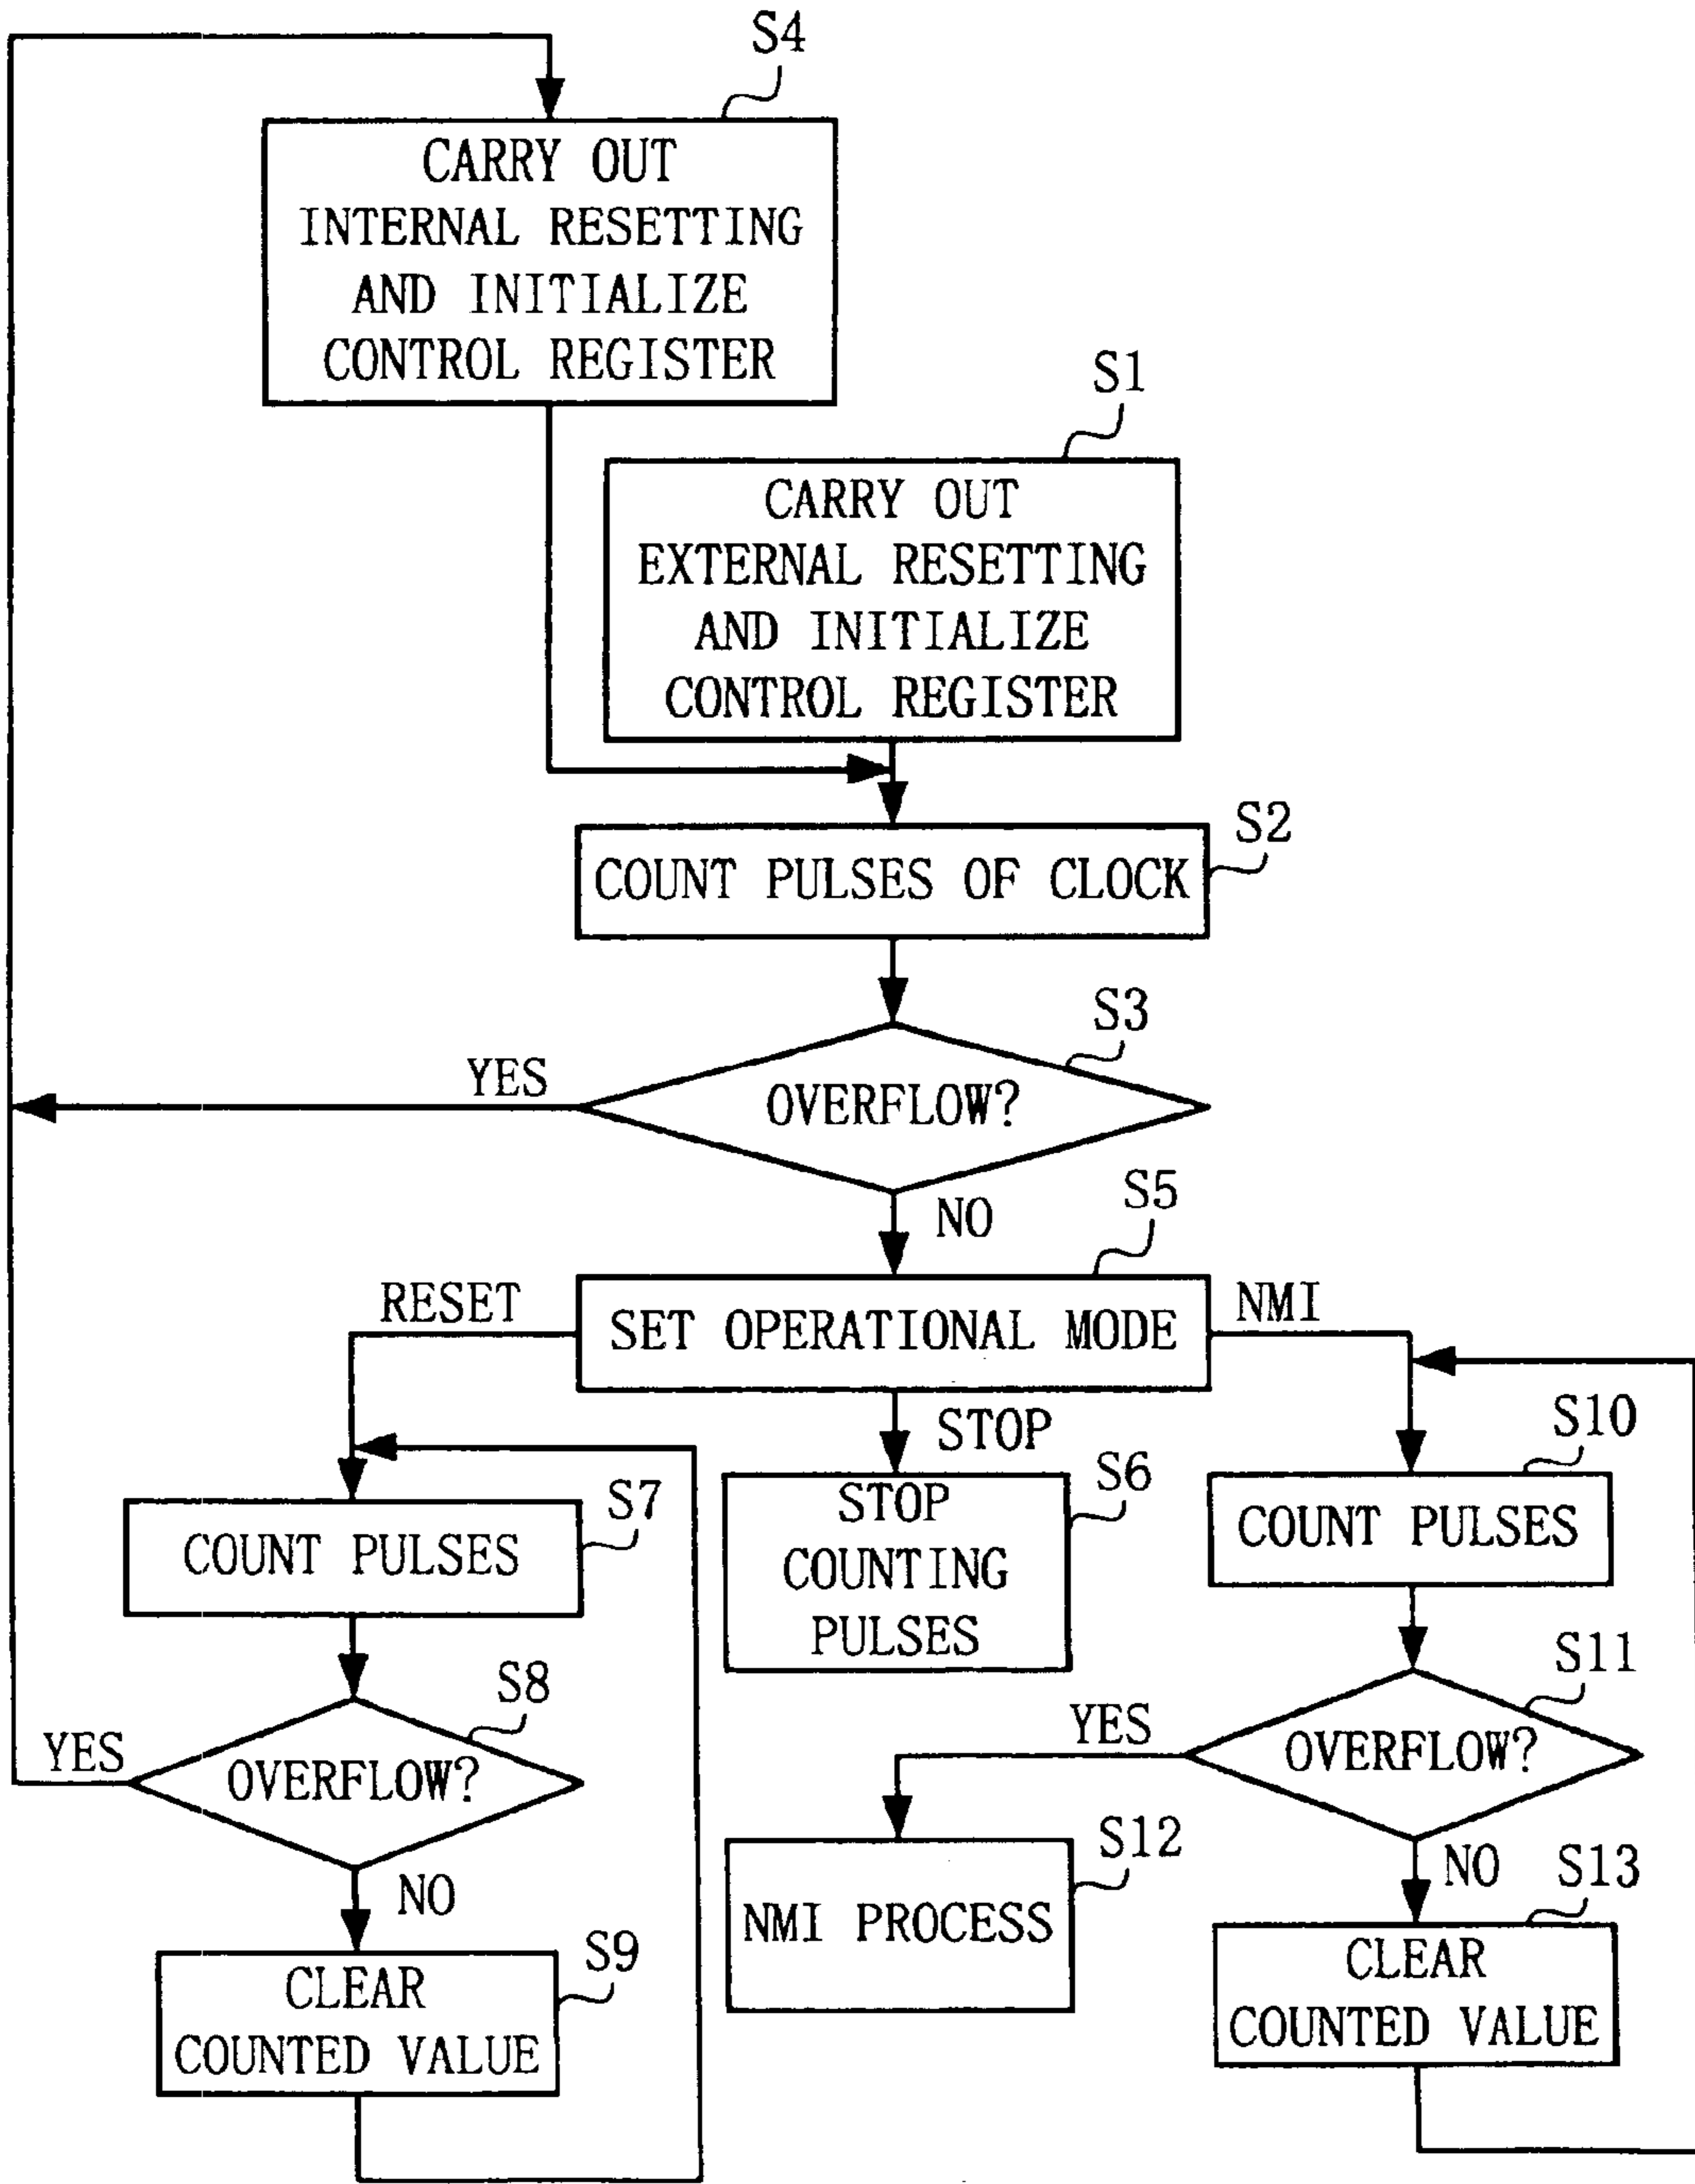 S4
CARRY OUT
INTERNAL RESETTING
AND INITIALIZE
CONTROL REGISTER
S1
CARRY OUT
EXTERNAL RESETTING
AND INITIALIZE
CONTROL REGISTER
S2
COUNT PULSES OF CLOCK
S3
YES
OVERFLOW?
NO
S5
RESET
SET OPERATIONAL MODE
NMI
STOP
S10
S7
COUNT PULSES
S6
STOP
COUNTING
PULSES
COUNT PULSES
S8
YES
OVERFLOW?
S11
YES
OVERFLOW?
NO
S9
CLEAR
COUNTED VALUE
S12
NMI PROCESS
NO
S13
CLEAR
COUNTED VALUE